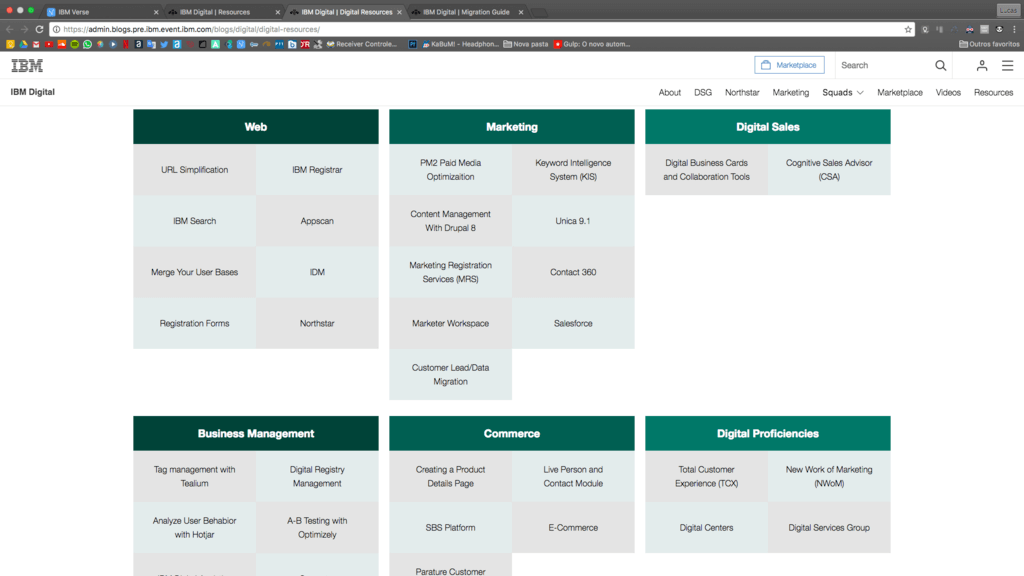 IBM Verse
IBM Digital | Resources
IBM Digital | Digital Resources
IBM Digital | Migration Guide
Lucas
https://admin.blogs.pre.ibm.event.ibm.com/blogs/digital/digital-resources/
Receiver Controle...
KaBuM! - Headphon...
Nova pasta
Gulp: O novo autom...
Outros favoritos
IBM
Marketplace
Search
IBM Digital
About
DSG
Northstar
Marketing
Squads
Marketplace
Videos
Resources
Web
URL Simplification
IBM Registrar
IBM Search
Appscan
Merge Your User Bases
IDM
Registration Forms
Northstar
Marketing
PM2 Paid Media
Optimizaition
Keyword Intelligence
System (KIS)
Content Management
With Drupal 8
Unica 9.1
Marketing Registration
Services (MRS)
Contact 360
Marketer Workspace
Salesforce
Customer Lead/Data
Migration
Digital Sales
Digital Business Cards
and Collaboration Tools
Cognitive Sales Advisor
(CSA)
Business Management
Tag management with
Tealium
Digital Registry
Management
Analyze User Behabior
with Hotjar
A-B Testing with
Optimizely
Commerce
Creating a Product
Details Page
Live Person and
Contact Module
SBS Platform
E-Commerce
Parature Customer
Digital Proficiencies
Total Customer
Experience (TCX)
New Work of Marketing
(NWoM)
Digital Centers
Digital Services Group